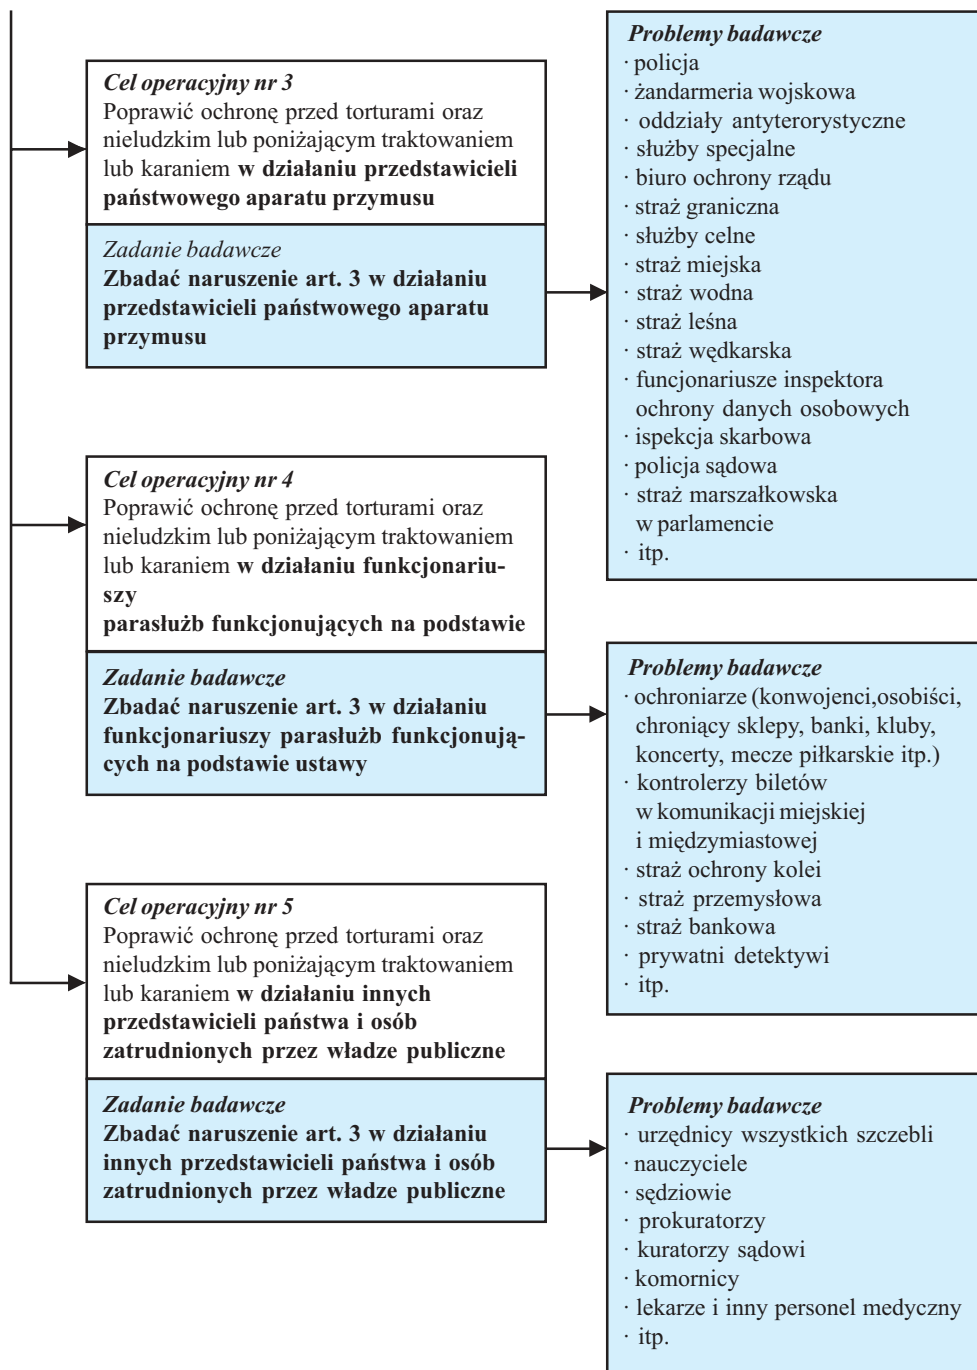 Cel operacyjny nr 3
Poprawić ochronę przed torturami oraz
nieludzkim lub poniżającym traktowaniem
lub karaniem w działaniu przedstawicieli
państwowego aparatu przymusu
Zadanie badawcze
Zbadać naruszenie art. 3 w działaniu
przedstawicieli państwowego aparatu
przymusu
Problemy badawcze
· policja
· żandarmeria wojskowa
· oddziały antyterorystyczne
· służby specjalne
· biuro ochrony rządu
· straż graniczna
· służby celne
· straż miejska
· straż wodna
· straż leśna
· straż wędkarska
· funcjonariusze inspektora
ochrony danych osobowych
· ispekcja skarbowa
· policja sądowa
· straż marszałkowska
w parlamencie
· itp.
Cel operacyjny nr 4
Poprawić ochronę przed torturami oraz
nieludzkim lub poniżającym traktowaniem
lub karaniem w działaniu funkcjonariu-
szy
parasłużb funkcjonujących na podstawie
Zadanie badawcze
Zbadać naruszenie art. 3 w działaniu
funkcjonariuszy parasłużb funkcjonują-
cych na podstawie ustawy
Problemy badawcze
· ochroniarze (konwojenci,osobiści,
chroniący sklepy, banki, kluby,
koncerty, mecze piłkarskie itp.)
· kontrolerzy biletów
w komunikacji miejskiej
i międzymiastowej
· straż ochrony kolei
· straż przemysłowa
· straż bankowa
· prywatni detektywi
· itp.
Cel operacyjny nr 5
Poprawić ochronę przed torturami oraz
nieludzkim lub poniżającym traktowaniem
lub karaniem w działaniu innych
przedstawicieli państwa i osób
zatrudnionych przez władze publiczne
Zadanie badawcze
Zbadać naruszenie art. 3 w działaniu
innych przedstawicieli państwa i osób
zatrudnionych przez władze publiczne
Problemy badawcze
· urzędnicy wszystkich szczebli
· nauczyciele
· sędziowie
· prokuratorzy
· kuratorzy sądowi
· komornicy
· lekarze i inny personel medyczny
· itp.